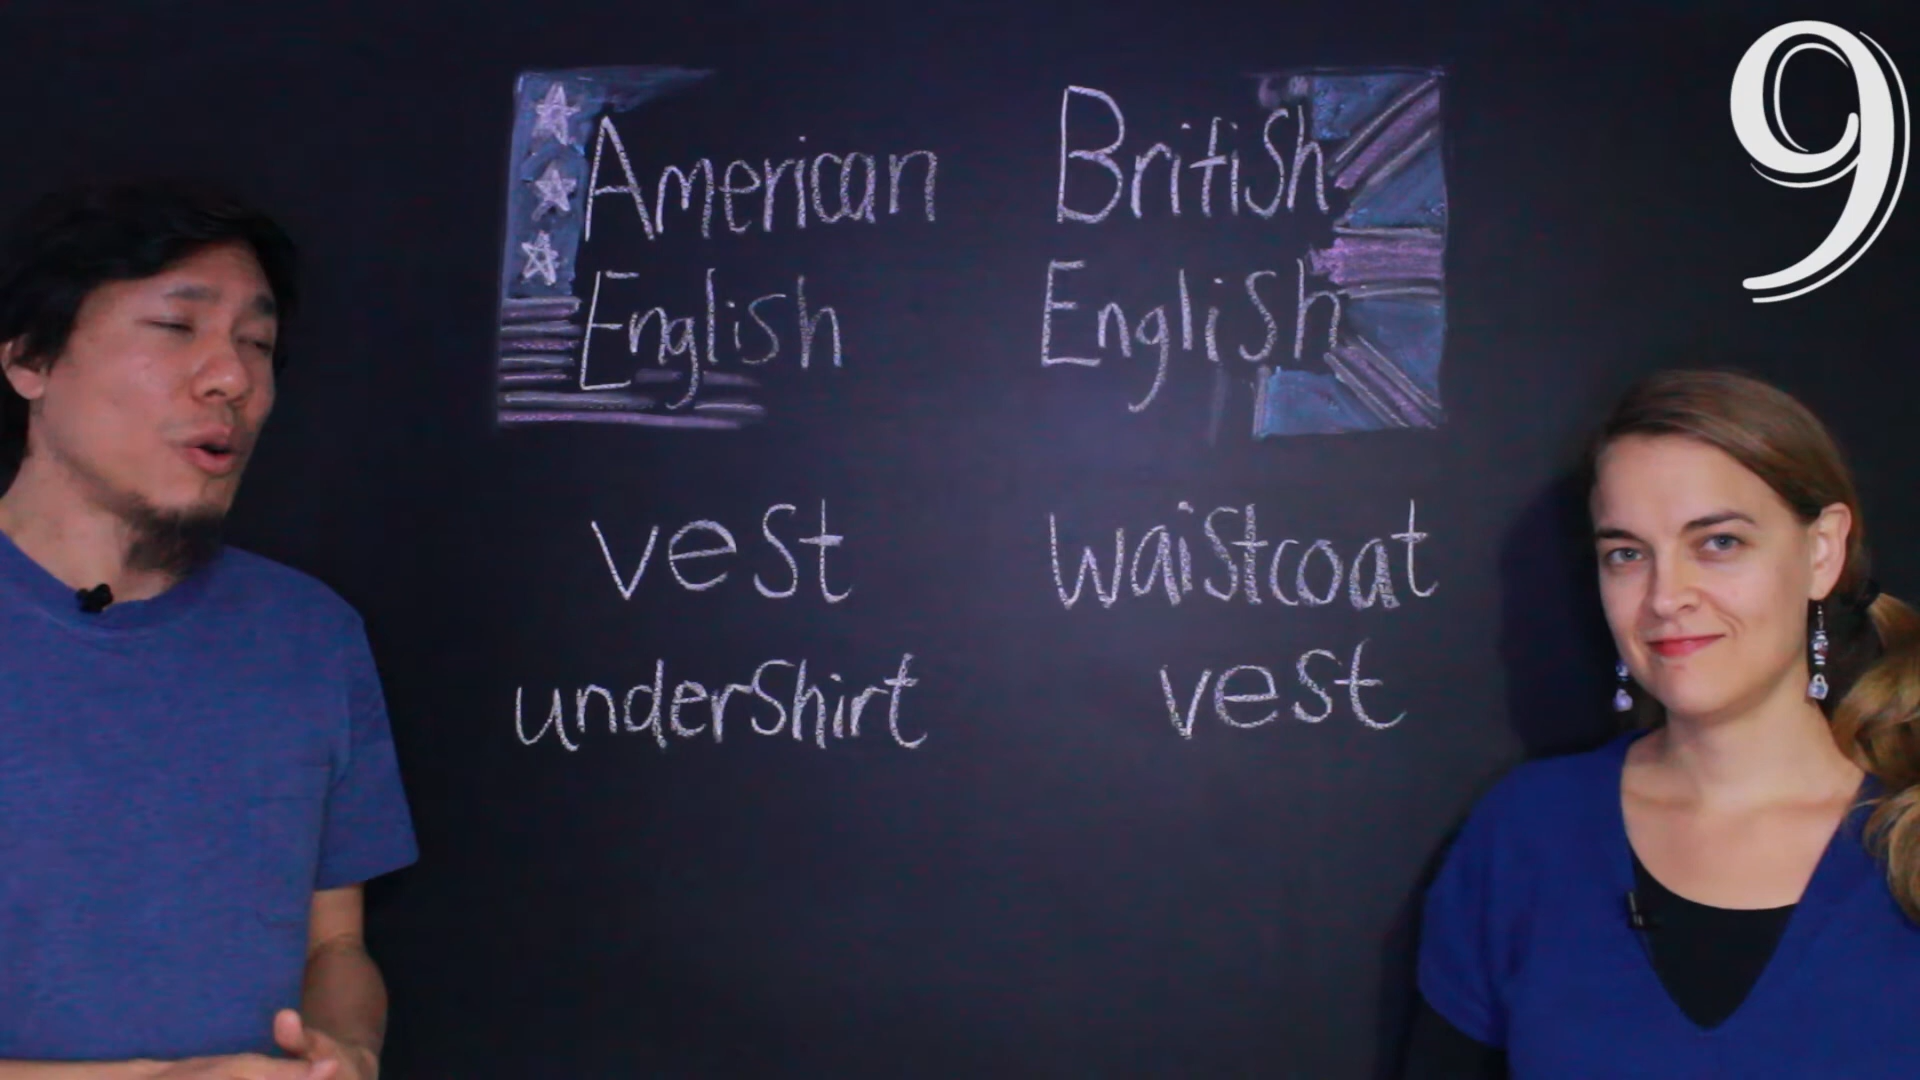 9
American
English
British
English
vest
waistcoat
undershirt
vest